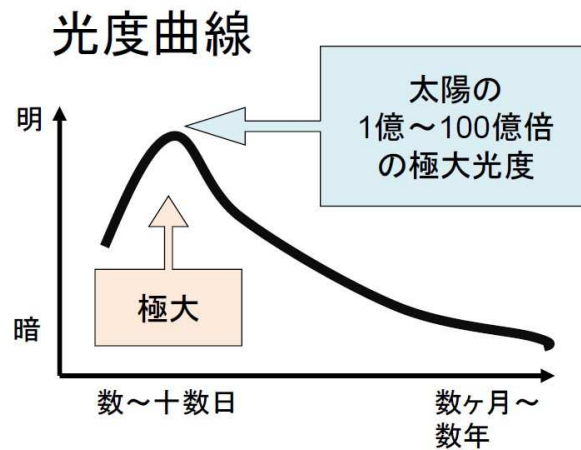 光度曲線
明
太陽の
1億～100億倍
の極大光度
極大
暗
数～十数日
数ヶ月～
数年